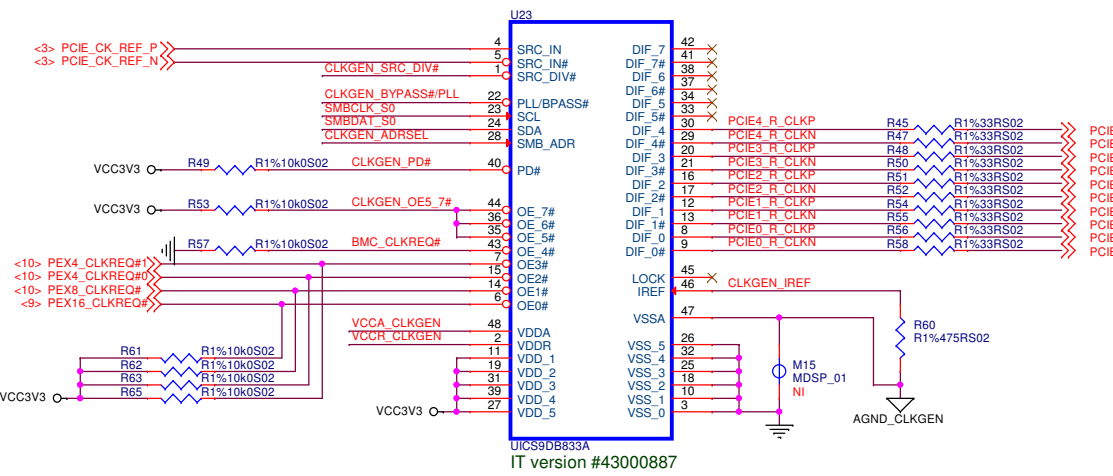 U23
<3> PCIE_CK_REF_P 4 SRC_IN DIF_7 42
<3> PCIE_CK_REF_N 5 SRC_IN# DIF_7# 41
CLKGEN_SRC_DIV# 1 SRC_DIV# DIF_6 38
DIF_6# 37
CLKGEN_BYPASS#/PLL 22 PLL/BPASS# DIF_5 34
SMBCLK_S0 23 SCL DIF_5# 33
SMBDAT_S0 24 SDA DIF_4 30 PCIE4_R_CLKP R45 R1%33RS02 PCIE
CLKGEN_ADRSEL 28 SMB_ADR DIF_4# 29 PCIE4_R_CLKN R47 R1%33RS02 PCIE
DIF_3 20 PCIE3_R_CLKP R48 R1%33RS02 PCIE
VCC3V3 R49 R1%10k0S02 CLKGEN_PD# 40 PD# DIF_3# 21 PCIE3_R_CLKN R50 R1%33RS02 PCIE
DIF_2 16 PCIE2_R_CLKP R51 R1%33RS02 PCIE
DIF_2# 17 PCIE2_R_CLKN R52 R1%33RS02 PCIE
VCC3V3 R53 R1%10k0S02 CLKGEN_OE5_7# 44 OE_7# DIF_1 12 PCIE1_R_CLKP R54 R1%33RS02 PCIE
36 OE_6# DIF_1# 13 PCIE1_R_CLKN R55 R1%33RS02 PCIE
35 OE_5# DIF_0 8 PCIE0_R_CLKP R56 R1%33RS02 PCIE
R57 R1%10k0S02 BMC_CLKREQ# 43 OE_4# DIF_0# 9 PCIE0_R_CLKN R58 R1%33RS02 PCIE
<10> PEX4_CLKREQ#1 7 OE3#
<10> PEX4_CLKREQ#0 15 OE2# LOCK 45
<10> PEX8_CLKREQ# 14 OE1# IREF 46 CLKGEN_IREF
<9> PEX16_CLKREQ# 6 OE0#
VSSA 47
VCCA_CLKGEN 48 VDDA
R60
R1%475RS02
VCCR_CLKGEN 2 VDDR VSS_5 26
R61 R1%10k0S02 11 VDD_1 VSS_4 32
R62 R1%10k0S02 19 VDD_2 VSS_3 25
R63 R1%10k0S02 31 VDD_3 VSS_2 18
VCC3V3 R65 R1%10k0S02 39 VDD_4 VSS_1 10
VCC3V3 27 VDD_5 VSS_0 3
M15
MDSP_01
NI
AGND_CLKGEN
UICS9DB833A
IT version #43000887